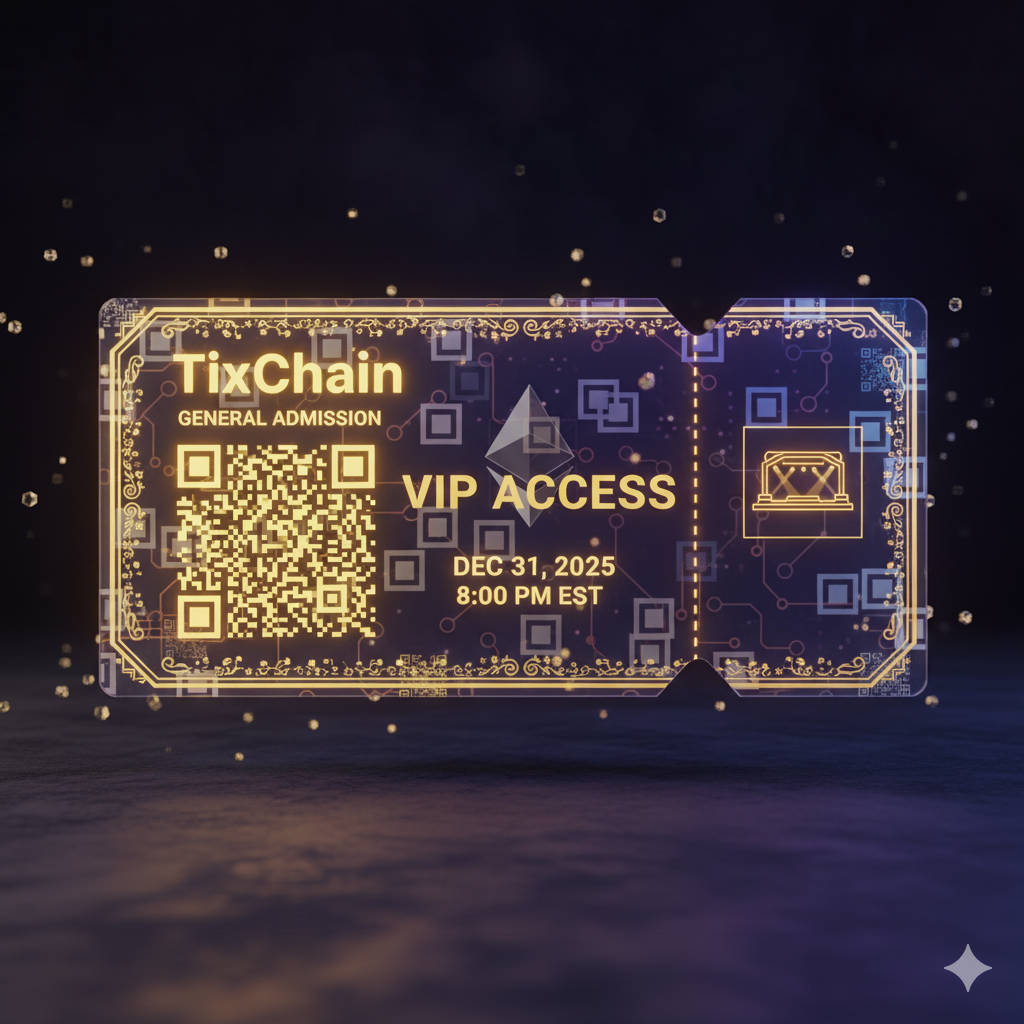 TixChain
GENERAL ADMISSION
VIP ACCESS
DEC 31, 2025
8:00 PM EST